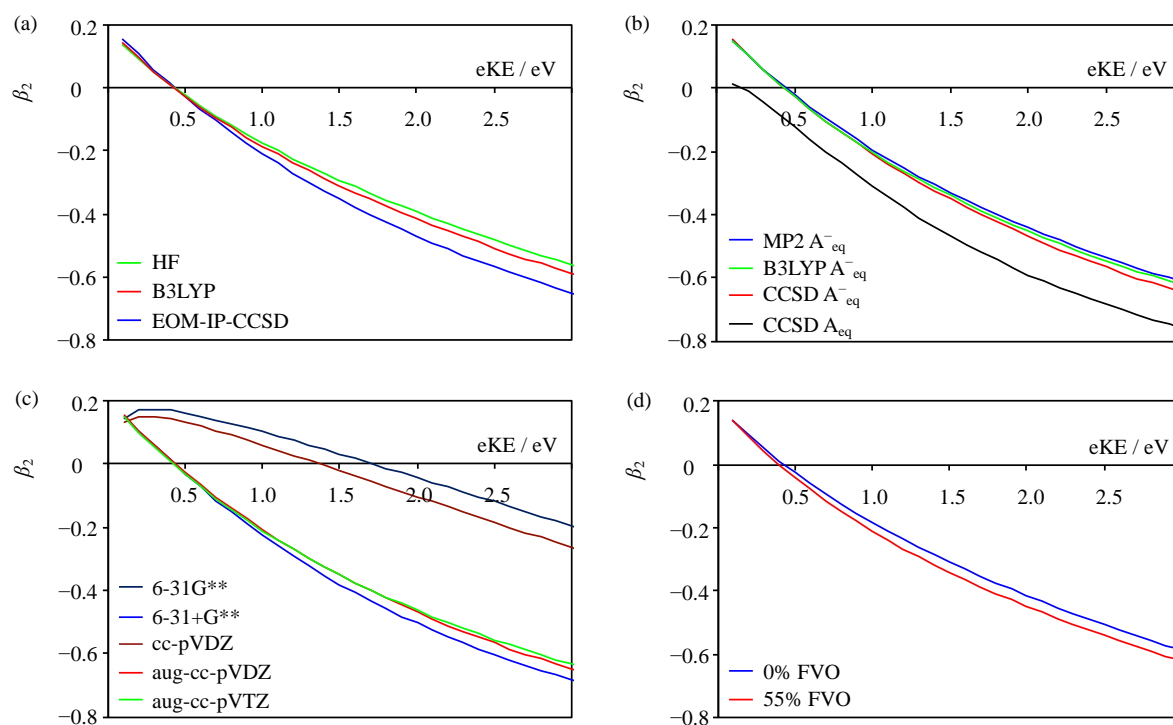 (a)
0.2
0
−0.2
−0.4
−0.6
−0.8
β2
eKE / eV
0.5
1.0
1.5
2.0
2.5
HF
B3LYP
EOM-IP-CCSD
(b)
0.2
0
−0.2
−0.4
−0.6
−0.8
β2
eKE / eV
0.5
1.0
1.5
2.0
2.5
MP2 A−eq
B3LYP A−eq
CCSD A−eq
CCSD Aeq
(c)
0.2
0
−0.2
−0.4
−0.6
−0.8
β2
eKE / eV
0.5
1.0
1.5
2.0
2.5
6-31G**
6-31+G**
cc-pVDZ
aug-cc-pVDZ
aug-cc-pVTZ
(d)
0.2
0
−0.2
−0.4
−0.6
−0.8
β2
eKE / eV
0.5
1.0
1.5
2.0
2.5
0% FVO
55% FVO